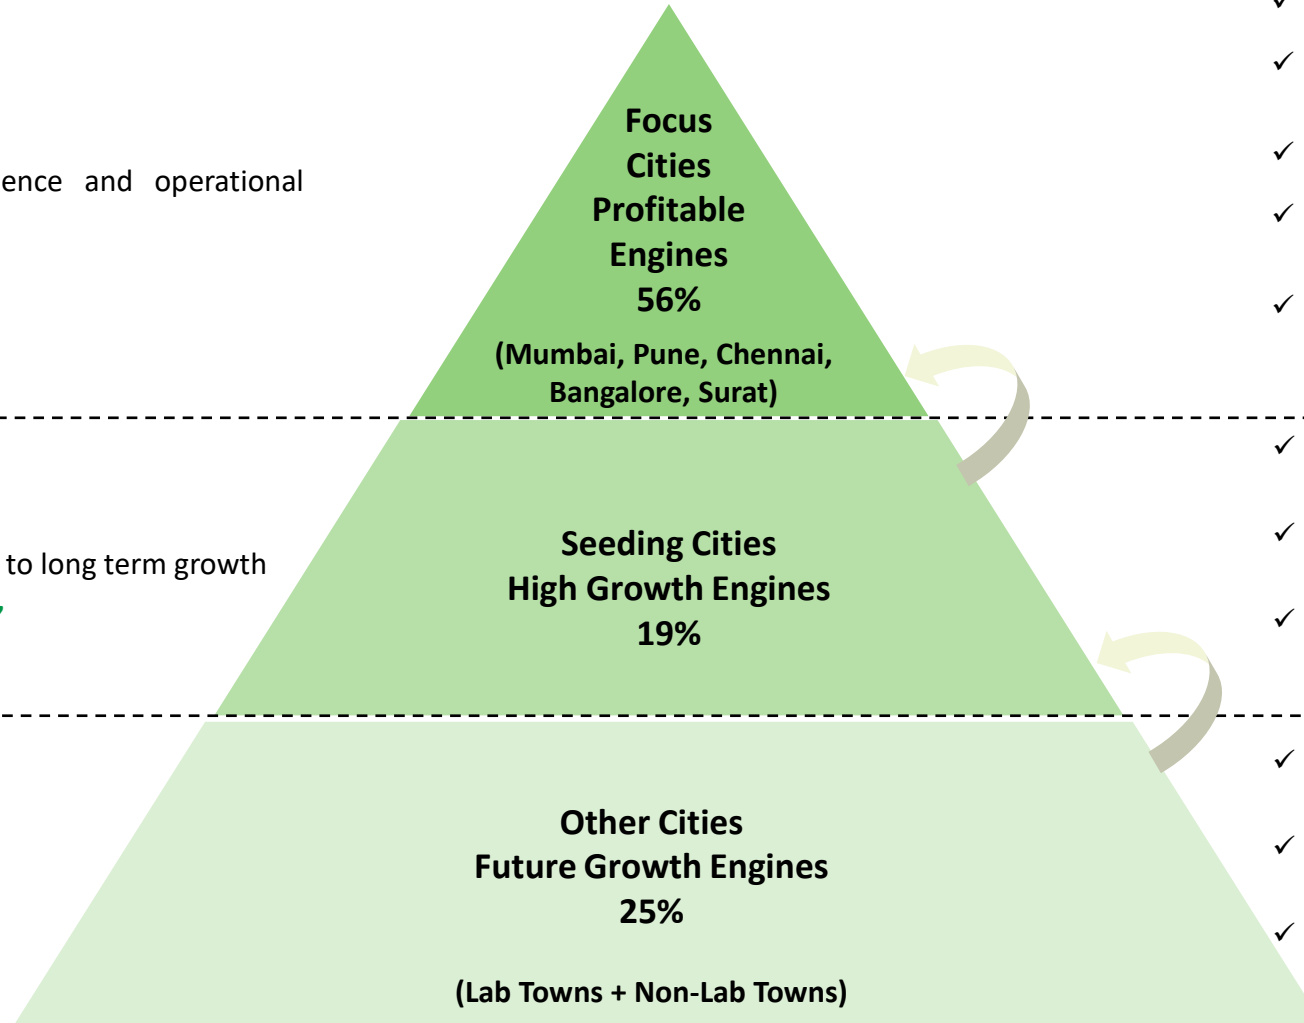 Focus
Cities
Profitable
Engines
56%
(Mumbai, Pune, Chennai,
Bangalore, Surat)
and operational
Seeding Cities
High Growth Engines
19%
to long term growth
Other Cities
Future Growth Engines
25%
(Lab Towns + Non-Lab Towns)